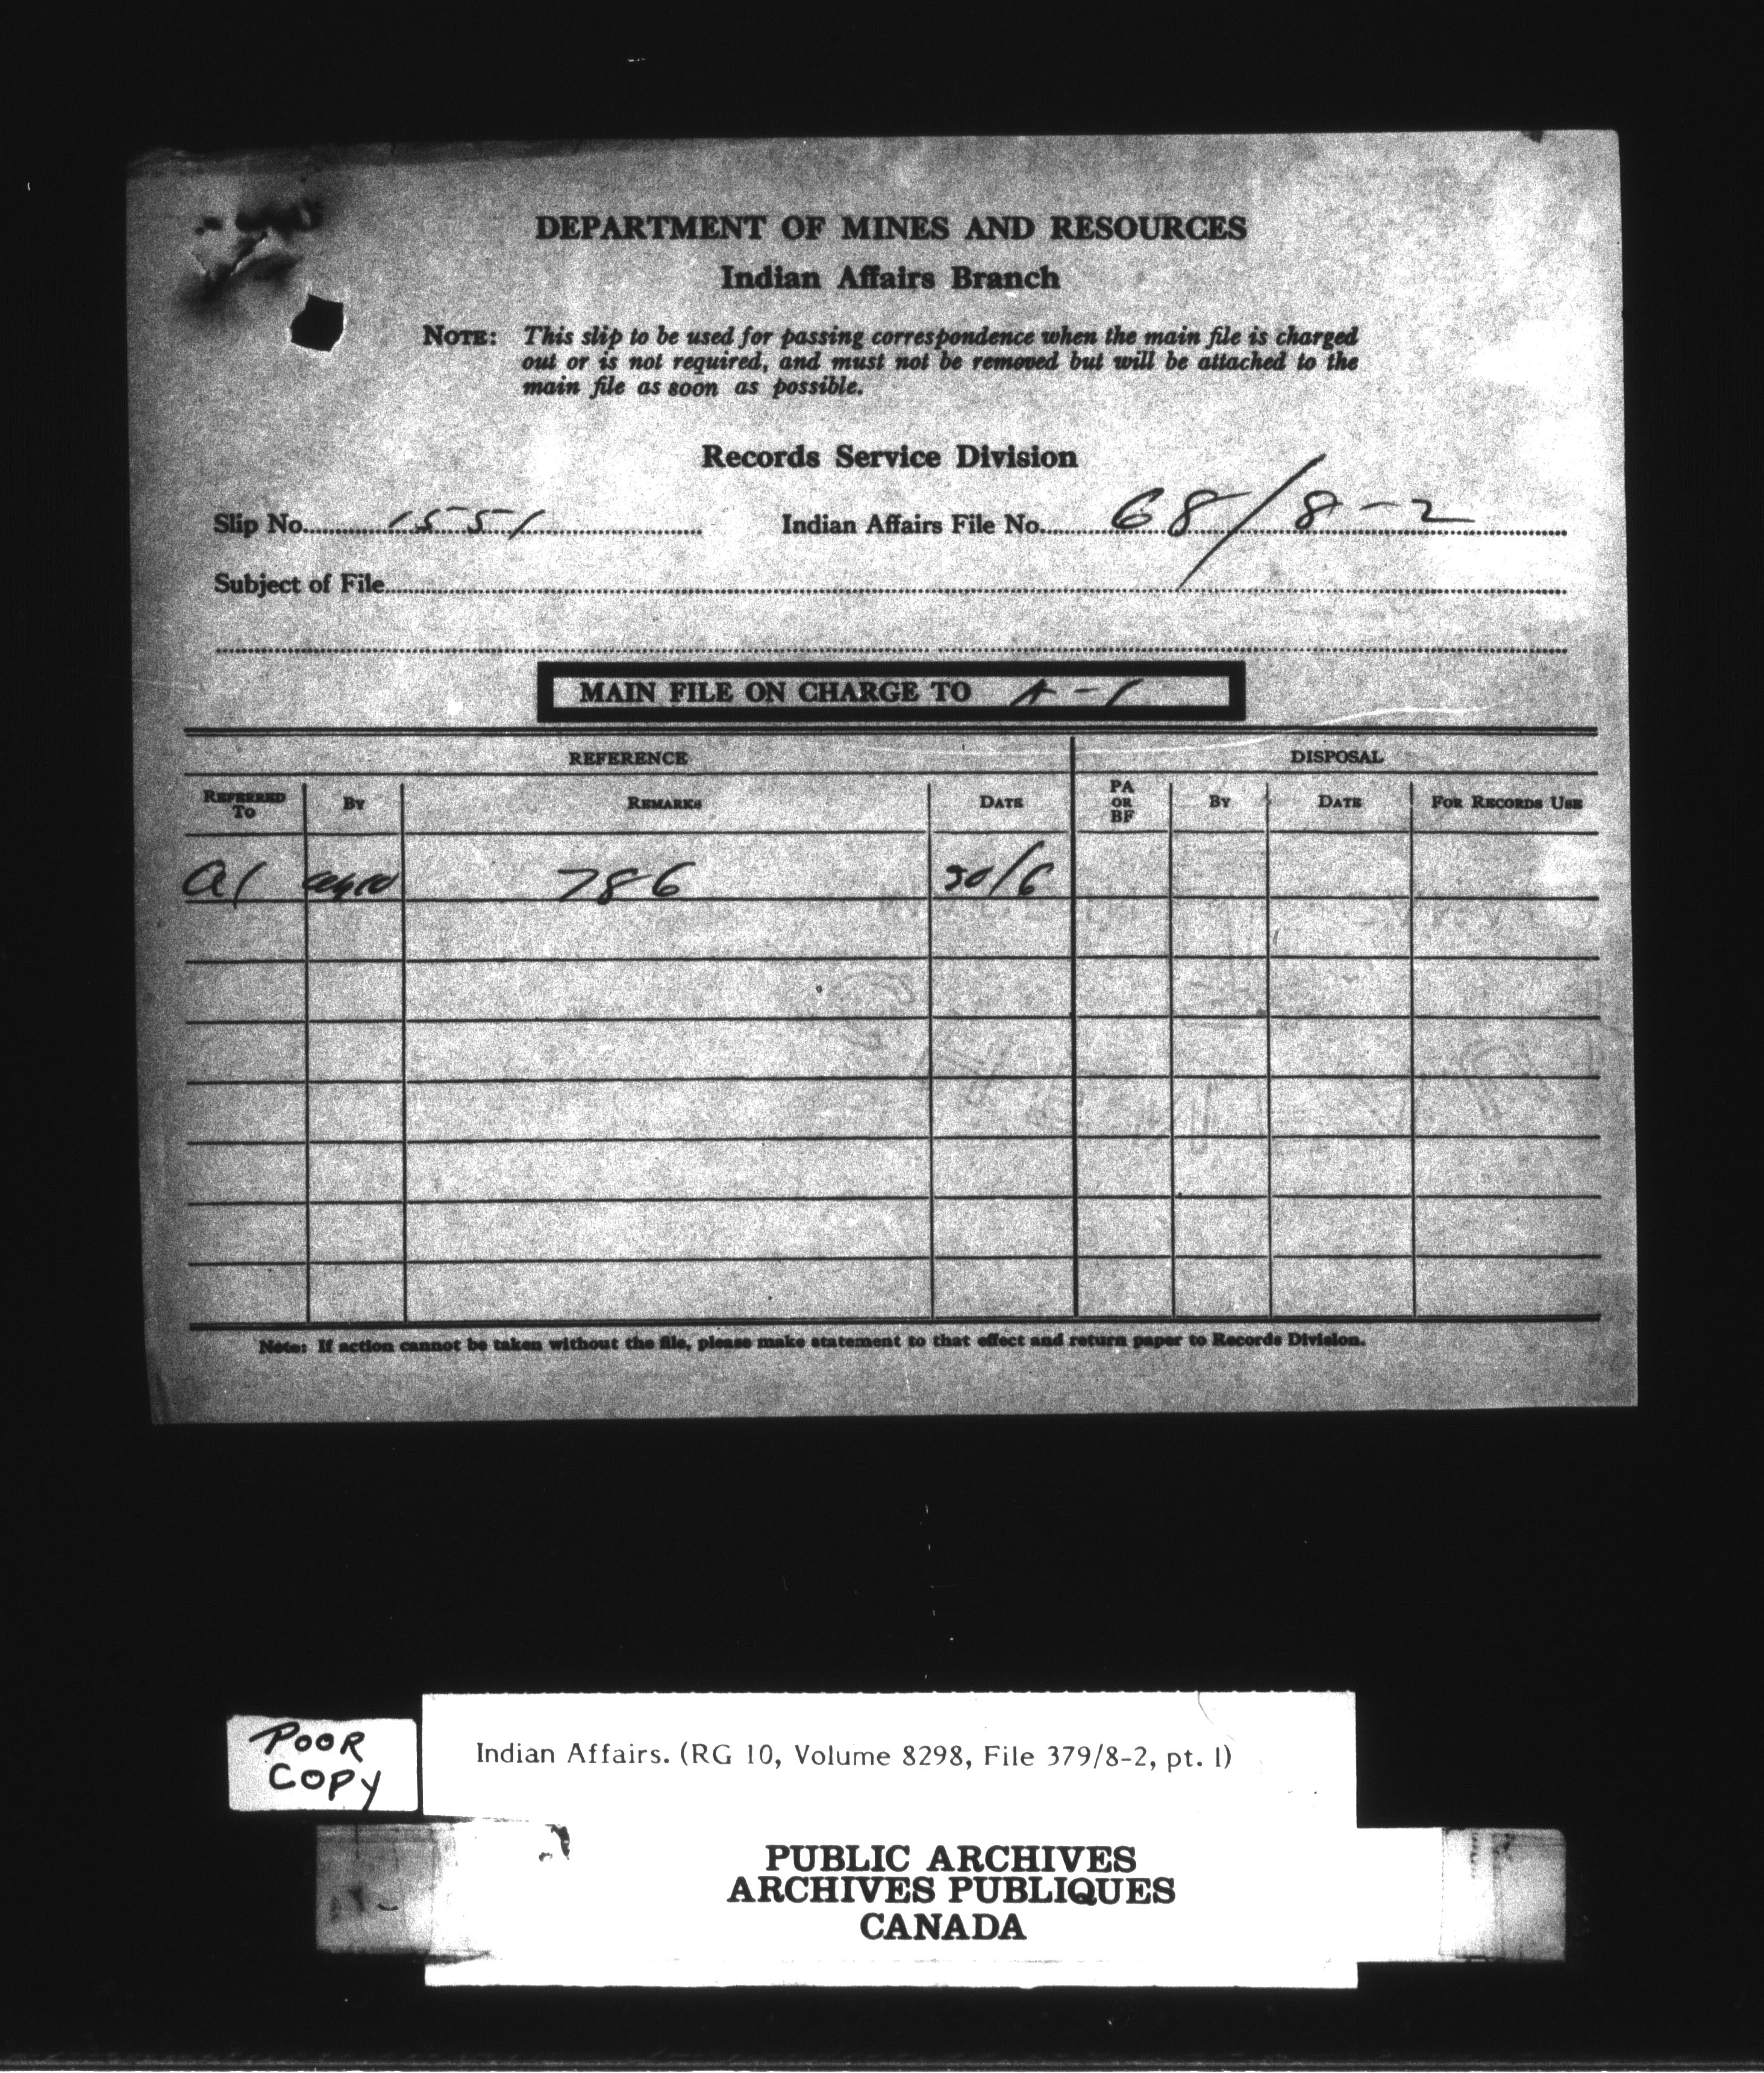 DEPARTMENT OF MINES AND RESOURCES
Indian Affairs Branch
NOTE: This slip to be used for passing correspondence when the main file is charged
out or is not required, and must not be removed but will be attached to the
main file as soon as possible.
Records Service Division
Slip No. 1551 Indian Affairs File No. 68/8-2
Subject of File
MAIN FILE ON CHARGE TO A-1
REFERENCE DISPOSAL
REFERRED TO BY REMARKS DATE PA OR BF BY DATE FOR RECORDS USE
A1 786 30/6
Note: If action cannot be taken without the file, please make statement to that effect and return paper to Records Division.
POOR
COPY
Indian Affairs. (RG 10, Volume 8298, File 379/8-2, pt. 1)
PUBLIC ARCHIVES
ARCHIVES PUBLIQUES
CANADA